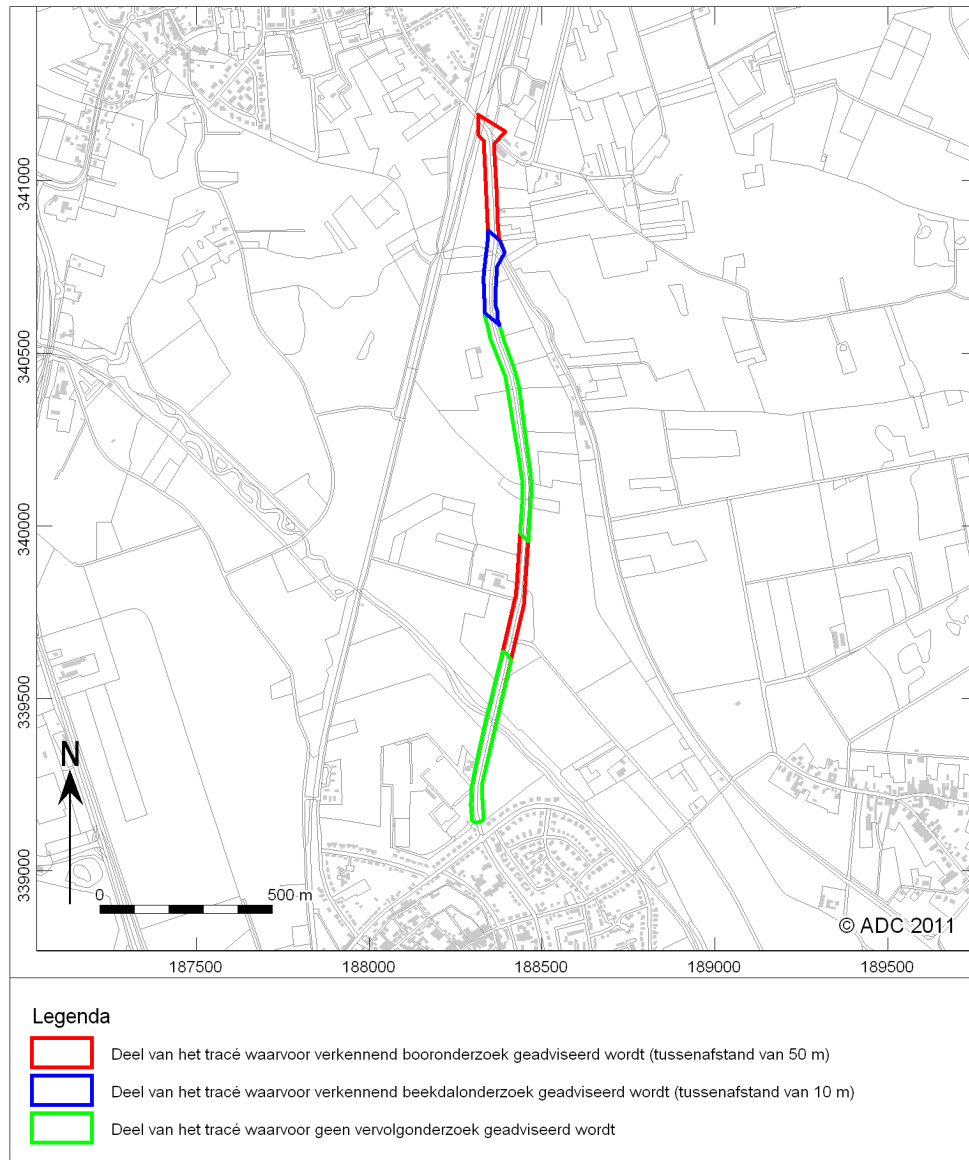 341000
340500
340000
339500
339000
N
0 500 m
© ADC 2011
187500 188000 188500 189000 189500
Legenda
Deel van het tracé waarvoor verkennend booronderzoek geadviseerd wordt (tussenafstand van 50 m)
Deel van het tracé waarvoor verkennend beekdalonderzoek geadviseerd wordt (tussenafstand van 10 m)
Deel van het tracé waarvoor geen vervolgonderzoek geadviseerd wordt